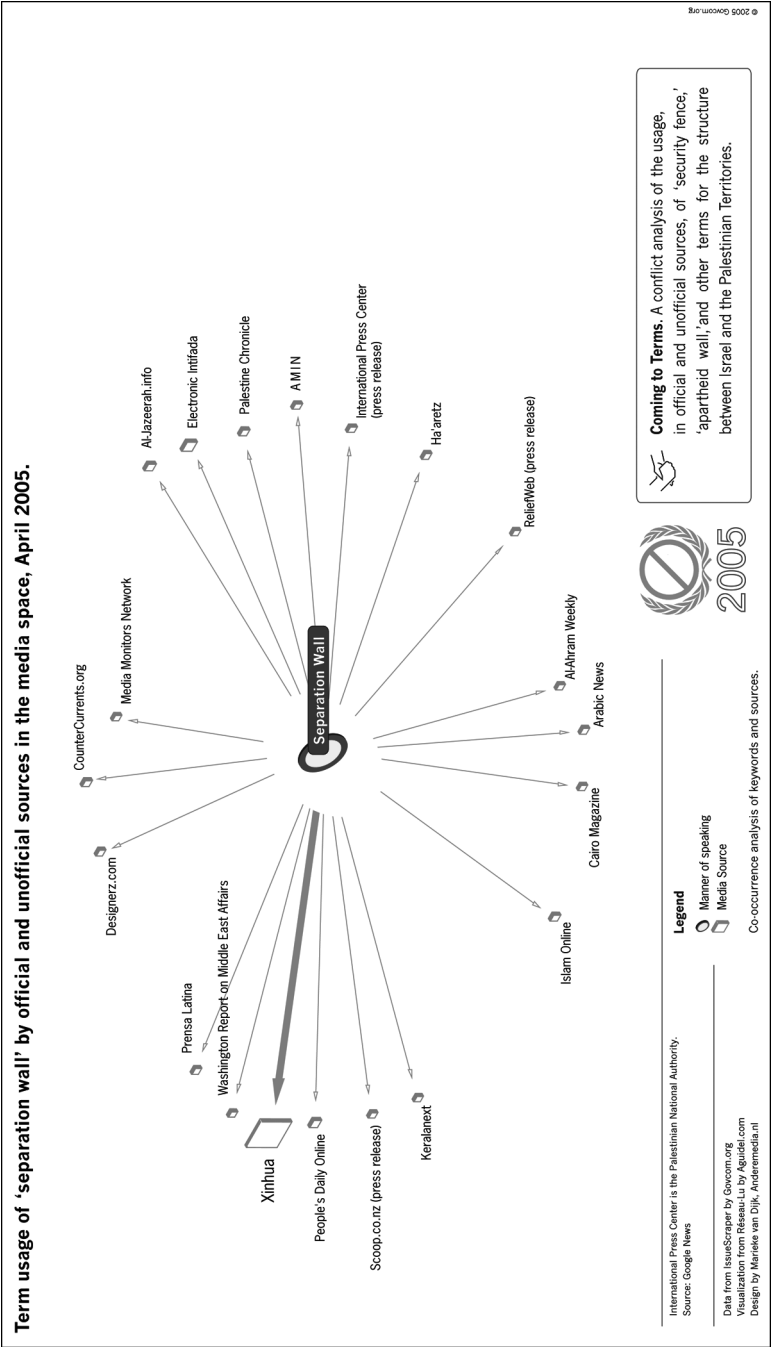 Term usage of ‘separation wall’ by official and unofficial sources in the media space, April 2005.
Designerz.com
CounterCurrents.org
Media Monitors Network
Al-Jazeerah.info
Electronic Intifada
Palestine Chronicle
AMIN
International Press Center
(press release)
Ha'aretz
ReliefWeb (press release)
Prensa Latina
Washington Report on Middle East Affairs
Xinhua
People's Daily Online
Scoop.co.nz (press release)
Keralanext
Separation Wall
Islam Online
Cairo Magazine
Arabic News
Al-Ahram Weekly
International Press Center is the Palestinian National Authority.
Source: Google News
Data from IssueScraper by Govcom.org
Visualization from Réseau-Lu by Aguidel.com
Design by Marieke van Dijk, Anderemedia.nl
Legend
Manner of speaking
Media Source
Co-occurrence analysis of keywords and sources.
2005
Coming to Terms. A conflict analysis of the usage,
in official and unofficial sources, of ‘security fence,’
‘apartheid wall,’and other terms for the structure
between Israel and the Palestinian Territories.
© 2005 Govcom.org